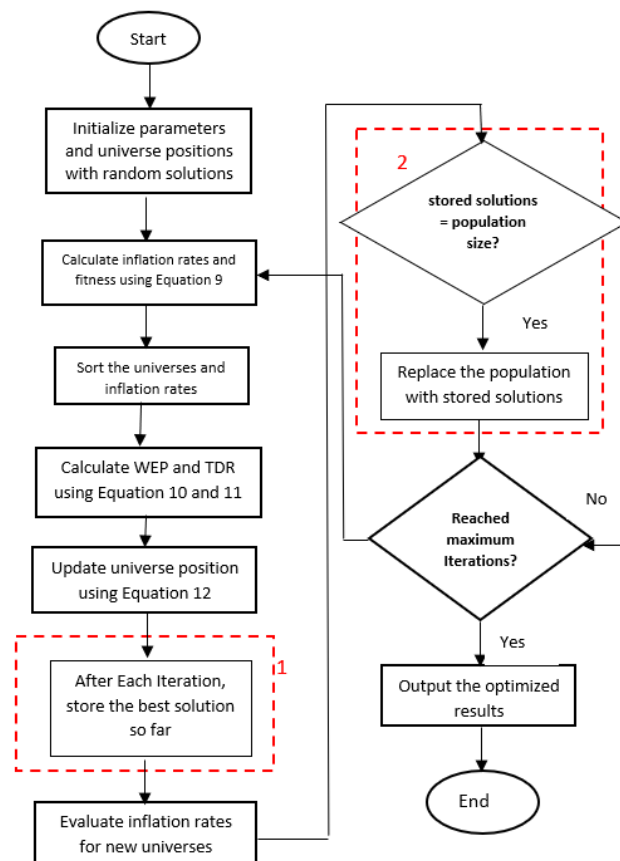 Start
Initialize parameters
and universe positions
with random solutions
Calculate inflation rates and
fitness using Equation 9
Sort the universes and
inflation rates
Calculate WEP and TDR
using Equation 10 and 11
Update universe position
using Equation 12
1
After Each Iteration,
store the best solution
so far
Evaluate inflation rates
for new universes
2
stored solutions
= population
size?
Yes
Replace the population
with stored solutions
No
Reached
maximum
Iterations?
Yes
Output the optimized
results
End